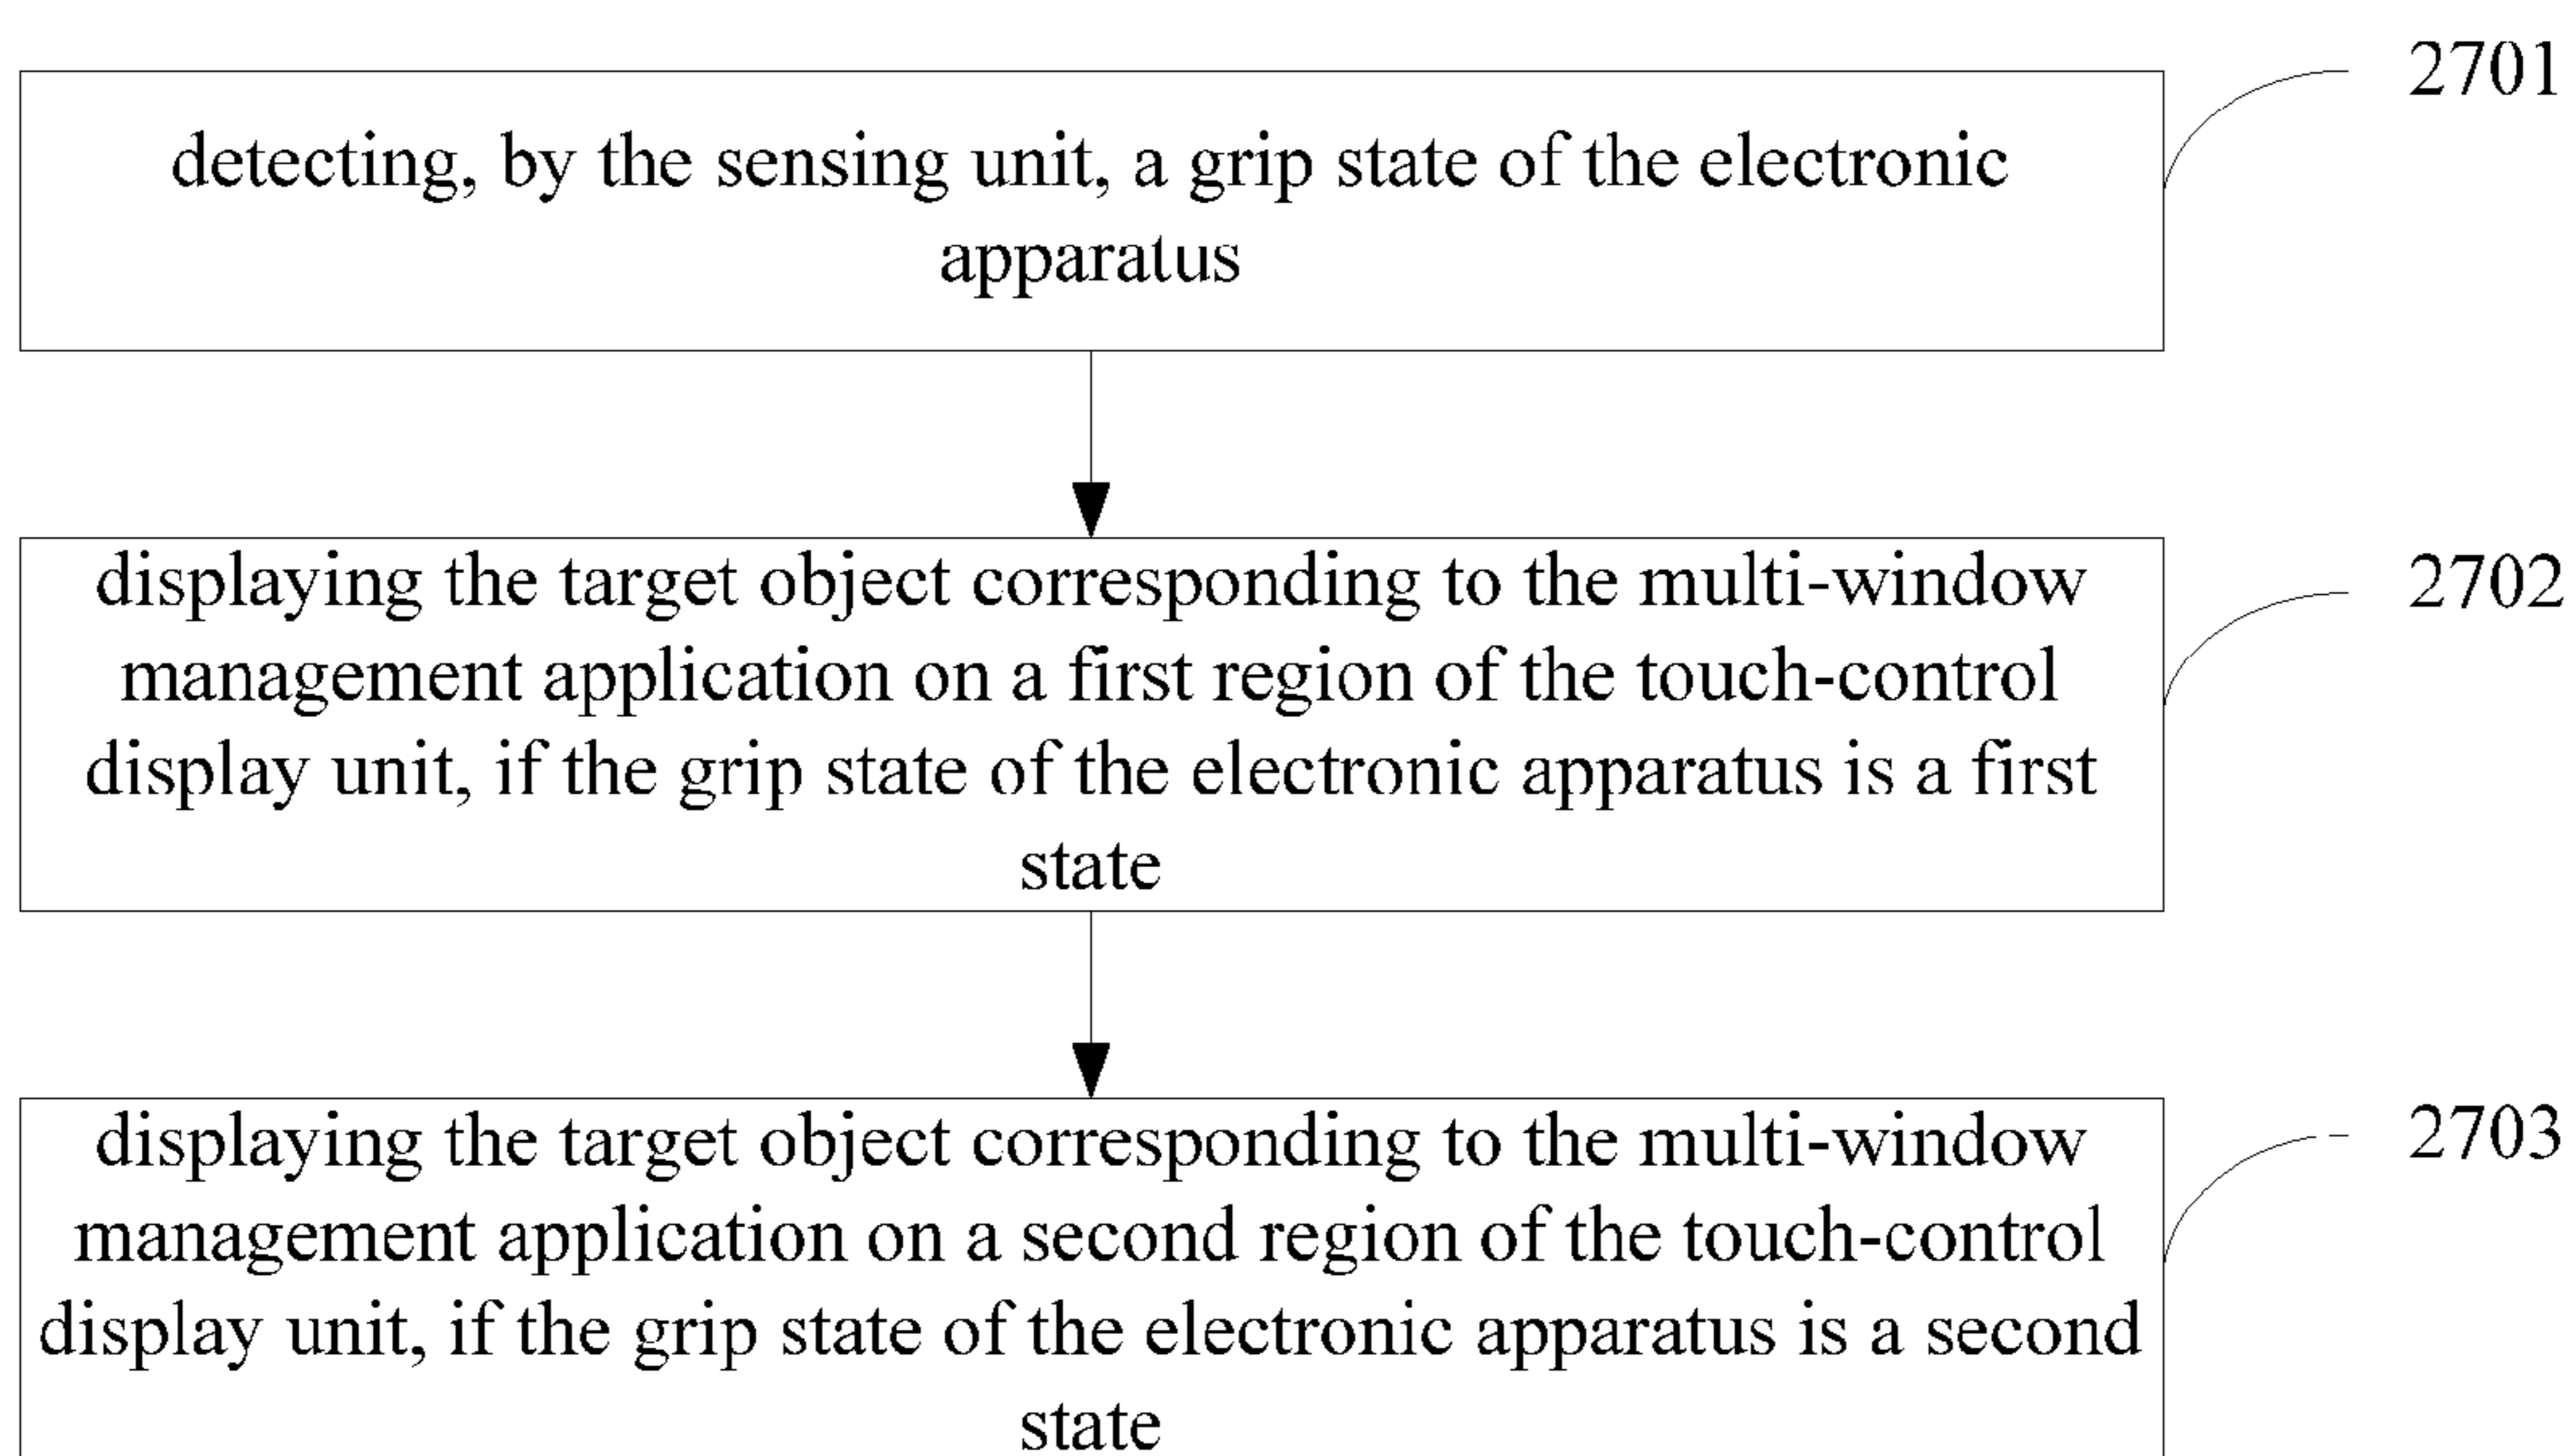 2701
detecting, by the sensing unit, a grip state of the electronic
apparatus
2702
displaying the target object corresponding to the multi-window
management application on a first region of the touch-control
display unit, if the grip state of the electronic apparatus is a first
state
2703
displaying the target object corresponding to the multi-window
management application on a second region of the touch-control
display unit, if the grip state of the electronic apparatus is a second
state